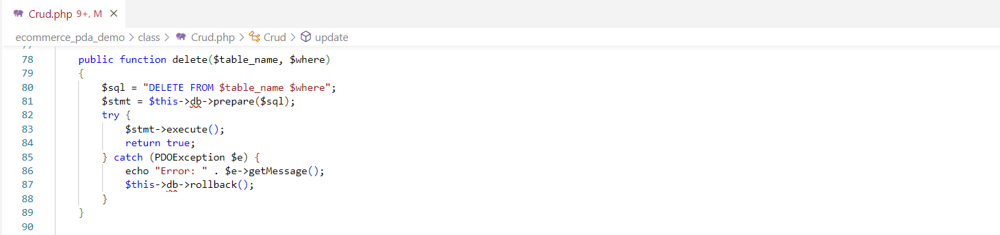 Crud.php 9+, M
ecommerce_pda_demo > class > Crud.php > Crud > update
78 public function delete($table_name, $where)
79 {
80 $sql = "DELETE FROM $table_name $where";
81 $stmt = $this->db->prepare($sql);
82 try {
83 $stmt->execute();
84 return true;
85 } catch (PDOException $e) {
86 echo "Error: " . $e->getMessage();
87 $this->db->rollback();
88 }
89 }
90